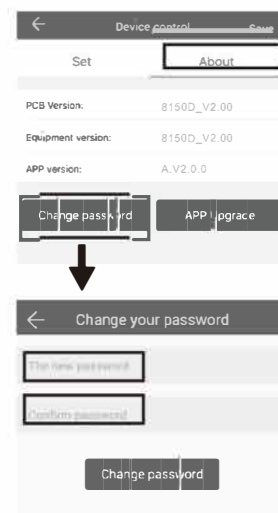 Device control Save
Set About
PCB Version: 8150D_V2.00
Equipment version: 8150D_V2.00
APP version: A.V2.0.0
Change password APP Upgrade
Change your password
The new password
Confirm password
Change password